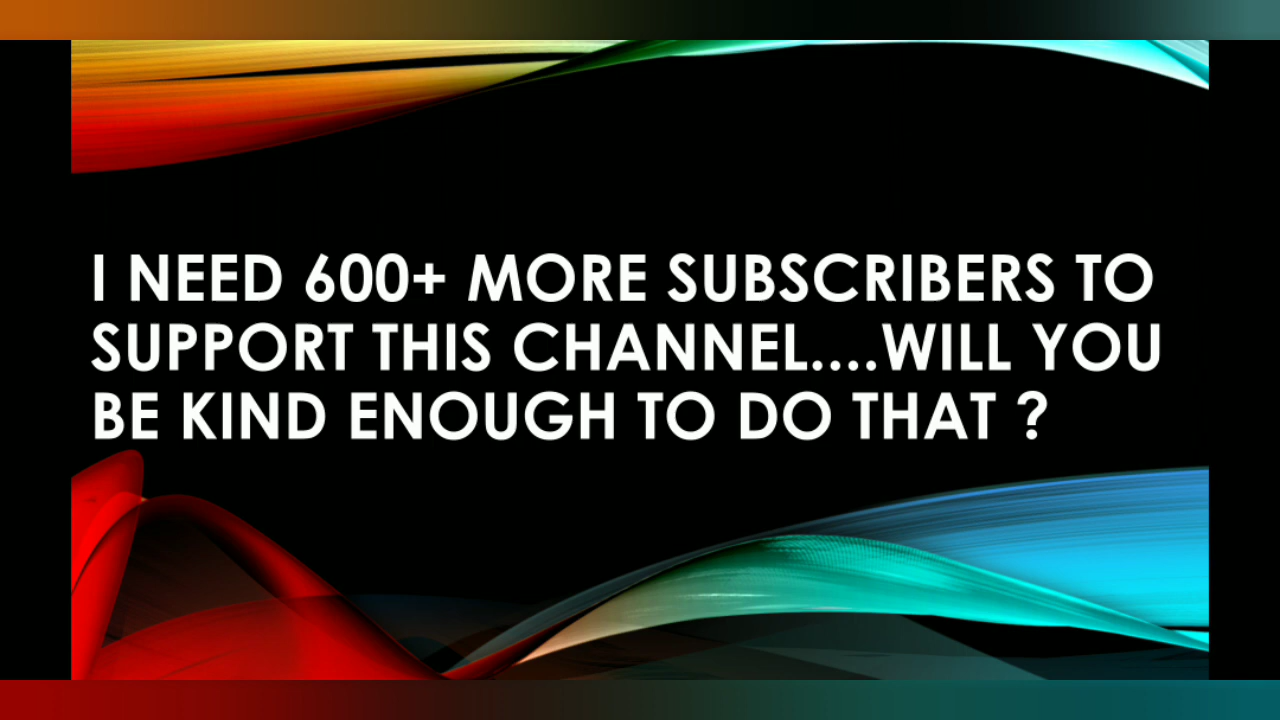 I NEED 600+ MORE SUBSCRIBERS TO
SUPPORT THIS CHANNEL....WILL YOU
BE KIND ENOUGH TO DO THAT ?